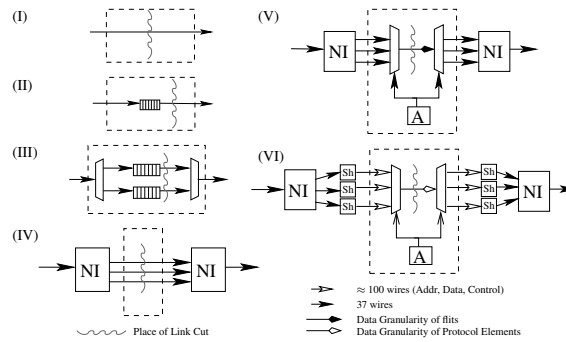 (I)
(II)
(III)
(IV)
NI
NI
Place of Link Cut
(V)
NI
NI
A
(VI)
NI
Sh
Sh
Sh
Sh
Sh
Sh
NI
A
≈ 100 wires (Addr, Data, Control)
37 wires
Data Granularity of flits
Data Granularity of Protocol Elements